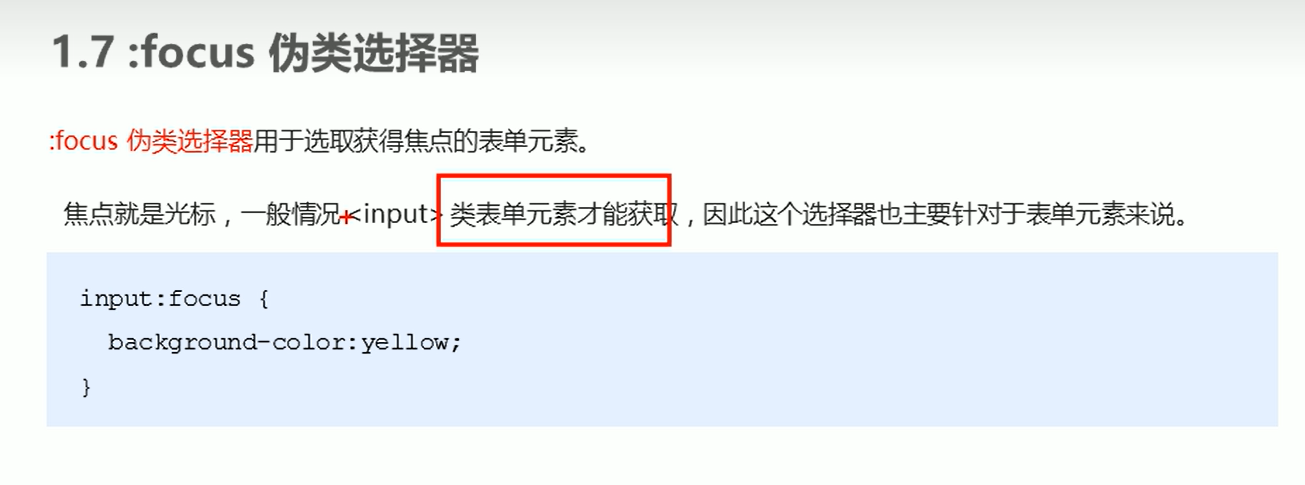 1.7 :focus 伪类选择器
:focus 伪类选择器用于选取获得焦点的表单元素。
焦点就是光标，一般情况<input> 类表单元素才能获取，因此这个选择器也主要针对于表单元素来说。
input:focus {
  background-color:yellow;
}